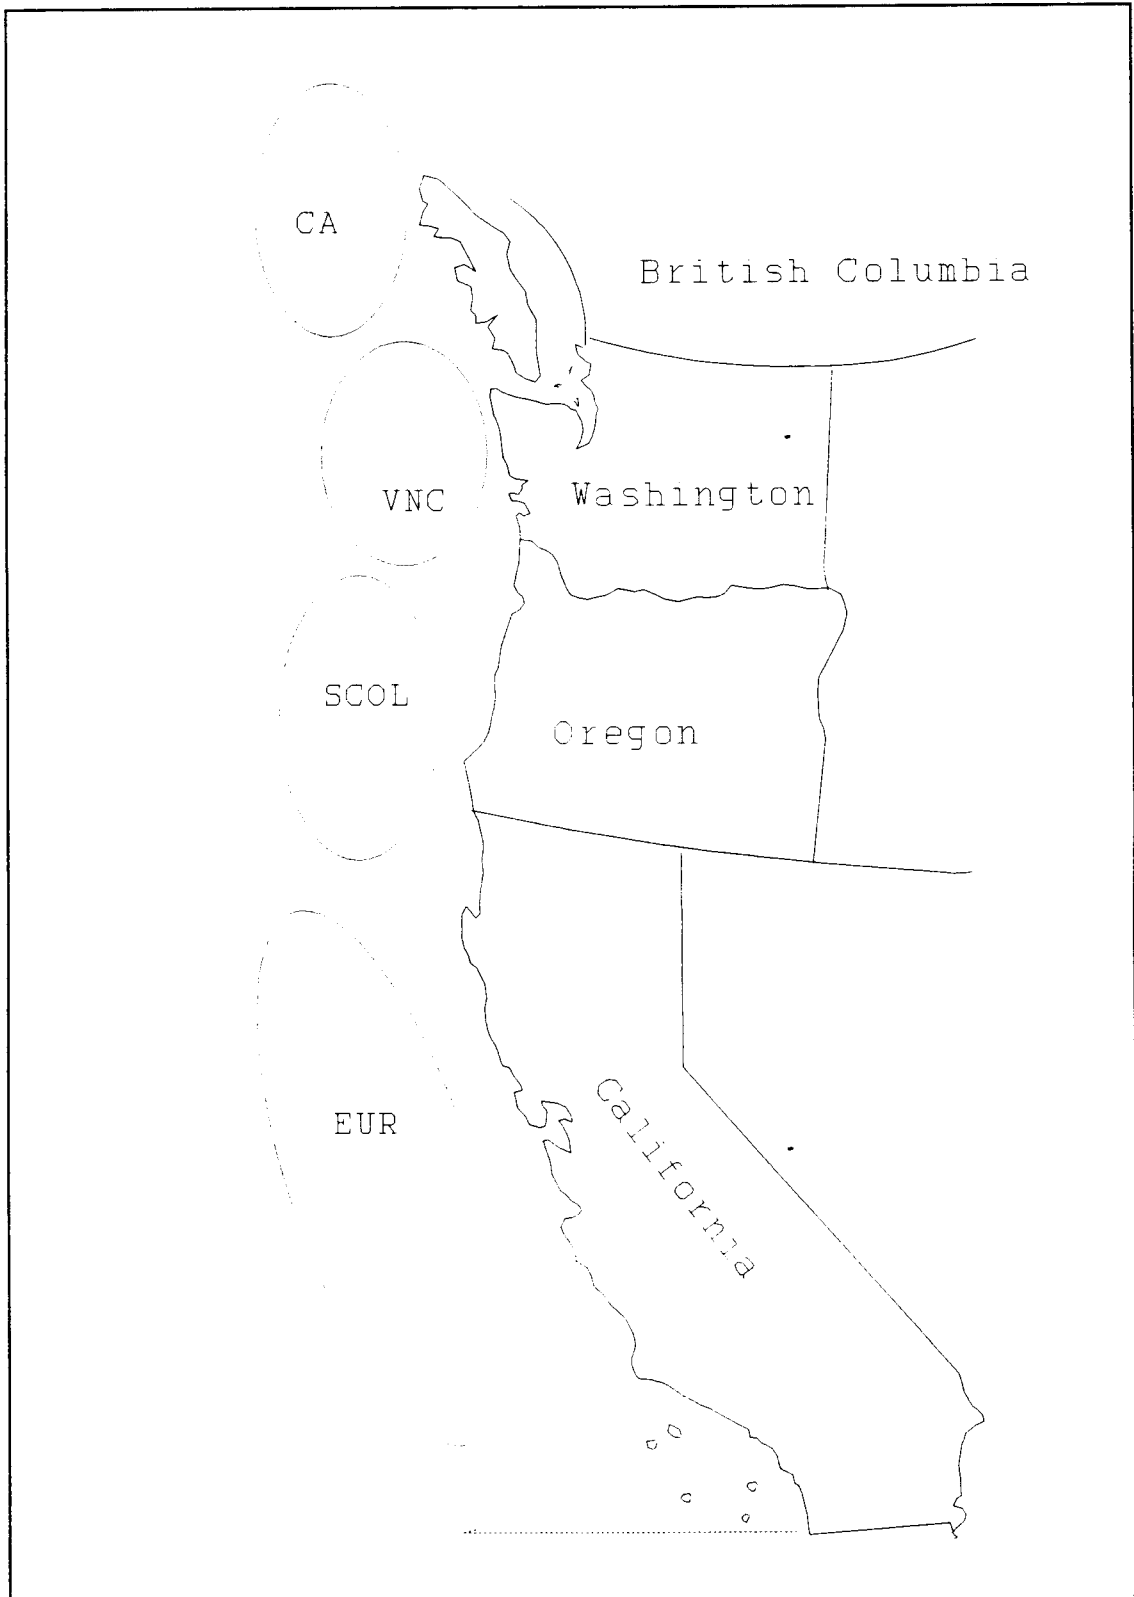 CA
British Columbia
VNC
Washington
SCOL
Oregon
EUR
California